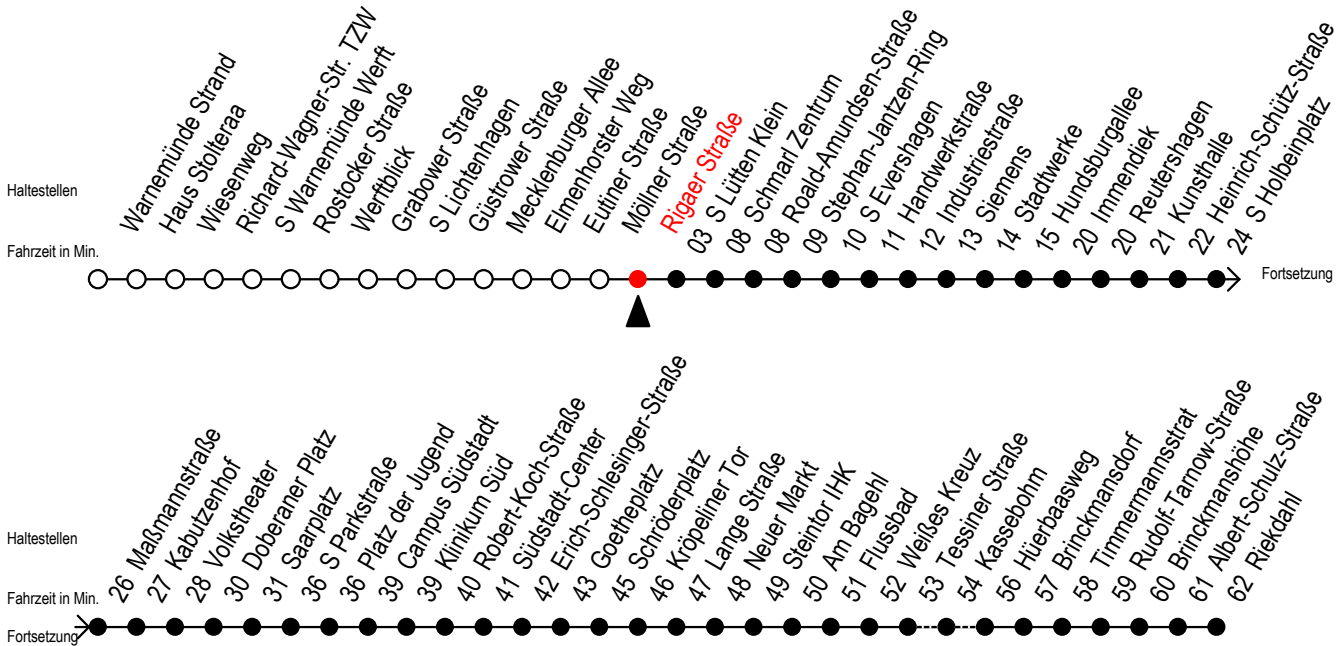 Haltestellen
Warnemünde Strand
Haus Stolteraa
Wiesenweg
Richard-Wagner-Str. TZW
S Warnemünde Werft
Rostocker Straße
Werftblick
Grabower Straße
S Lichtenhagen
Güstrower Straße
Mecklenburger Allee
Elmenhorster Weg
Eutiner Straße
Möllner Straße
Rigaer Straße
03 S Lütten Klein
08 Schmarl Zentrum
08 Roald-Amundsen-Straße
09 Stephan-Jantzen-Ring
10 S Evershagen
11 Handwerkstraße
12 Industriestraße
13 Siemens
14 Stadtwerke
15 Hundsburgallee
20 Immendiek
20 Reutershagen
21 Kunsthalle
22 Heinrich-Schütz-Straße
24 S Holbeinplatz
Fahrzeit in Min.
Fortsetzung
Haltestellen
26 Maßmannstraße
27 Kabutzenhof
28 Volkstheater
30 Doberaner Platz
31 Saarplatz
36 S Parkstraße
36 Platz der Jugend
39 Campus Südstadt
39 Klinikum Süd
40 Robert-Koch-Straße
41 Südstadt-Center
42 Erich-Schlesinger-Straße
43 Goetheplatz
45 Schröderplatz
46 Kröpeliner Tor
47 Lange Straße
48 Neuer Markt
49 Steintor IHK
50 Am Bagehl
51 Flussbad
52 Weißes Kreuz
53 Tessiner Straße
54 Kassebohm
56 Hüerbaasweg
57 Brinckmansdorf
58 Timmermannsstrat
59 Rudolf-Tarnow-Straße
60 Brinckmanshöhe
61 Albert-Schulz-Straße
62 Riekdahl
Fahrzeit in Min.
Fortsetzung